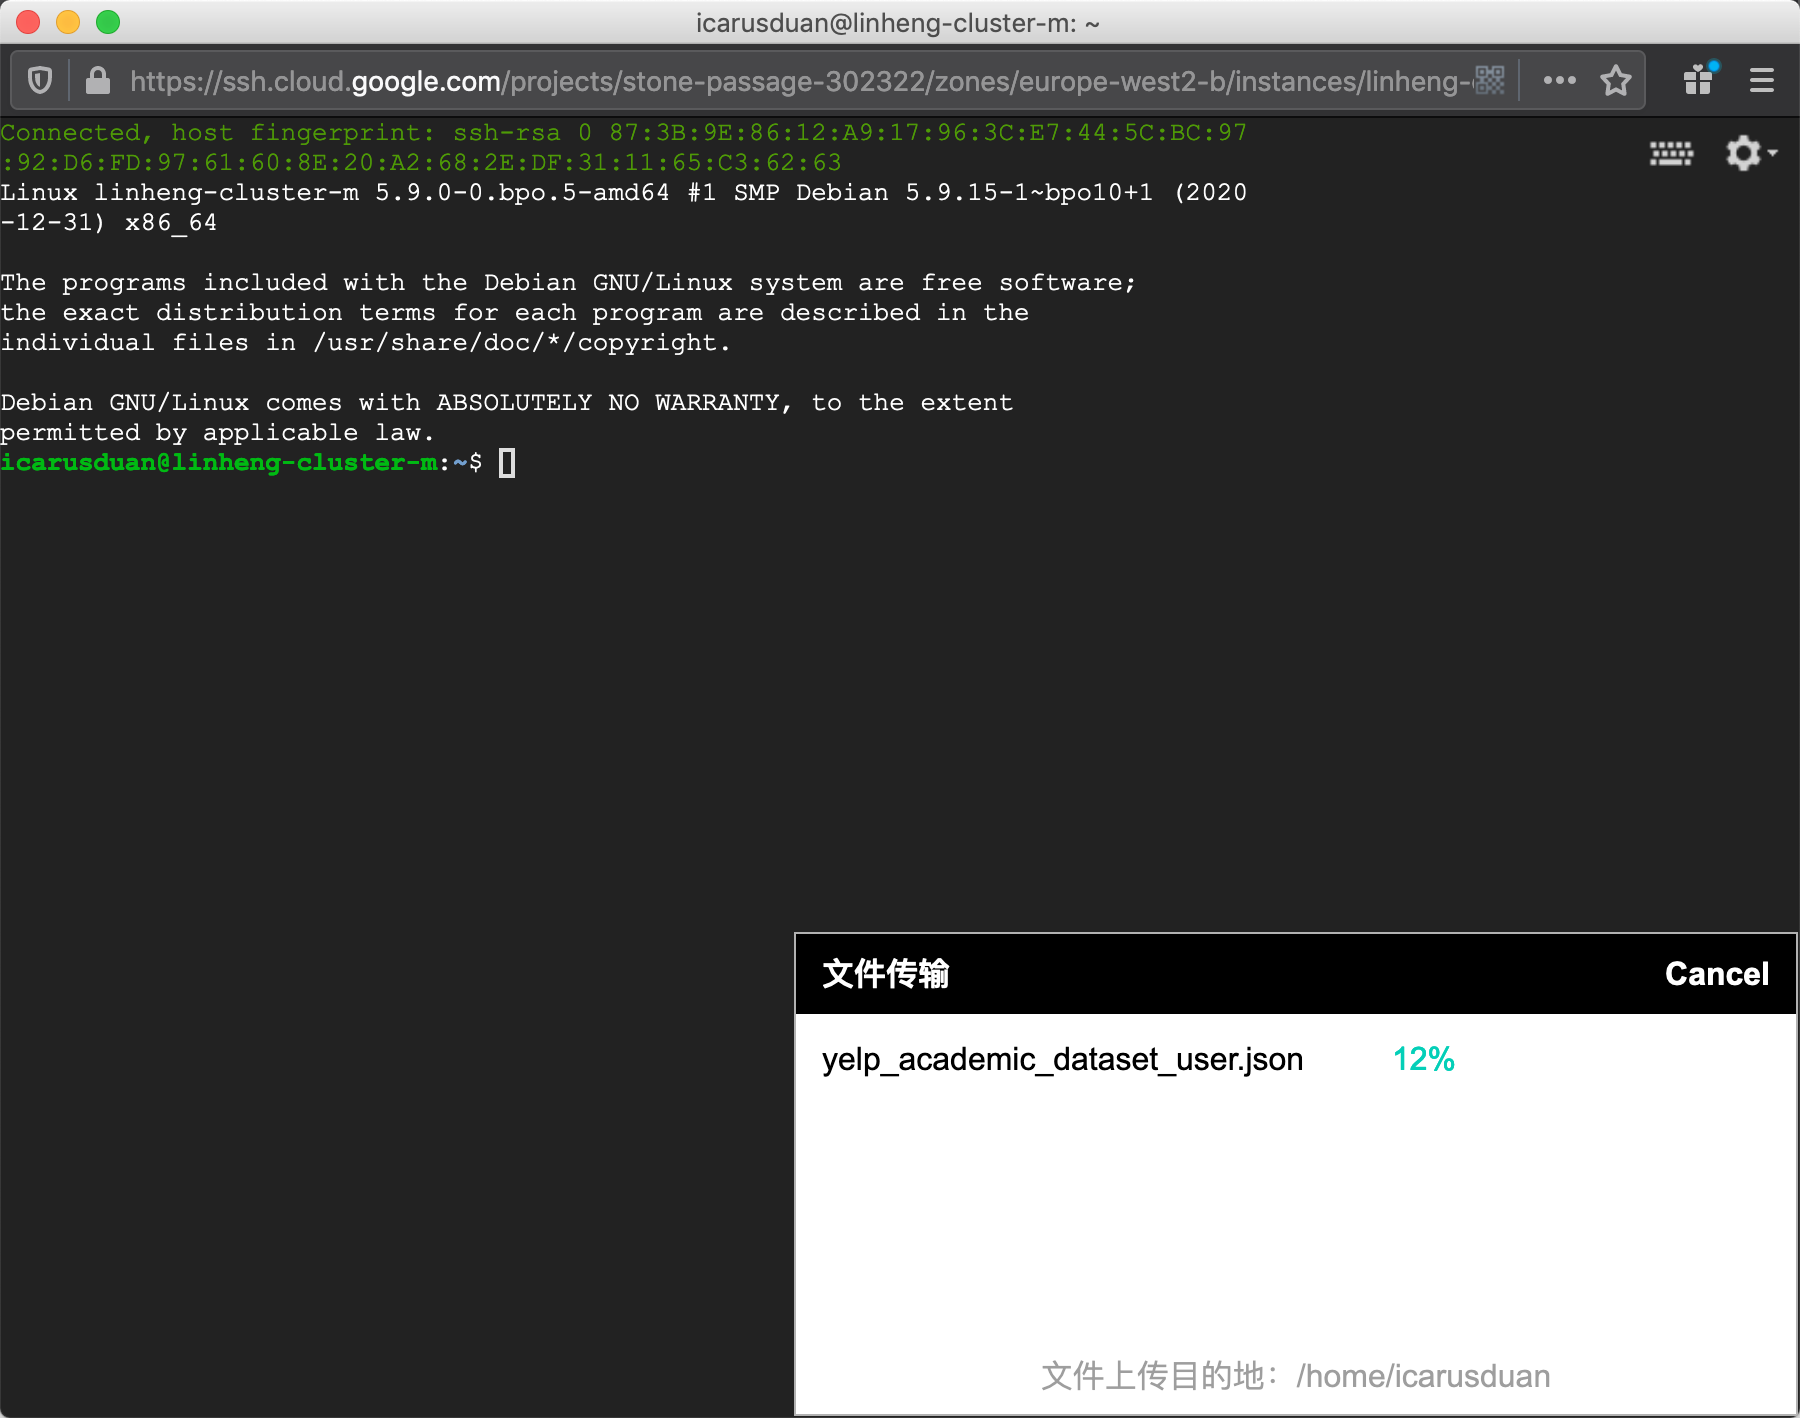 icarusduan@linheng-cluster-m: ~
https://ssh.cloud.google.com/projects/stone-passage-302322/zones/europe-west2-b/instances/linheng-
Connected, host fingerprint: ssh-rsa 0 87:3B:9E:86:12:A9:17:96:3C:E7:44:5C:BC:97
:92:D6:FD:97:61:60:8E:20:A2:68:2E:DF:31:11:65:C3:62:63
Linux linheng-cluster-m 5.9.0-0.bpo.5-amd64 #1 SMP Debian 5.9.15-1~bpo10+1 (2020
-12-31) x86_64
The programs included with the Debian GNU/Linux system are free software;
the exact distribution terms for each program are described in the
individual files in /usr/share/doc/*/copyright.
Debian GNU/Linux comes with ABSOLUTELY NO WARRANTY, to the extent
permitted by applicable law.
icarusduan@linheng-cluster-m:~$
文件传输 Cancel
yelp_academic_dataset_user.json 12%
文件上传目的地：/home/icarusduan